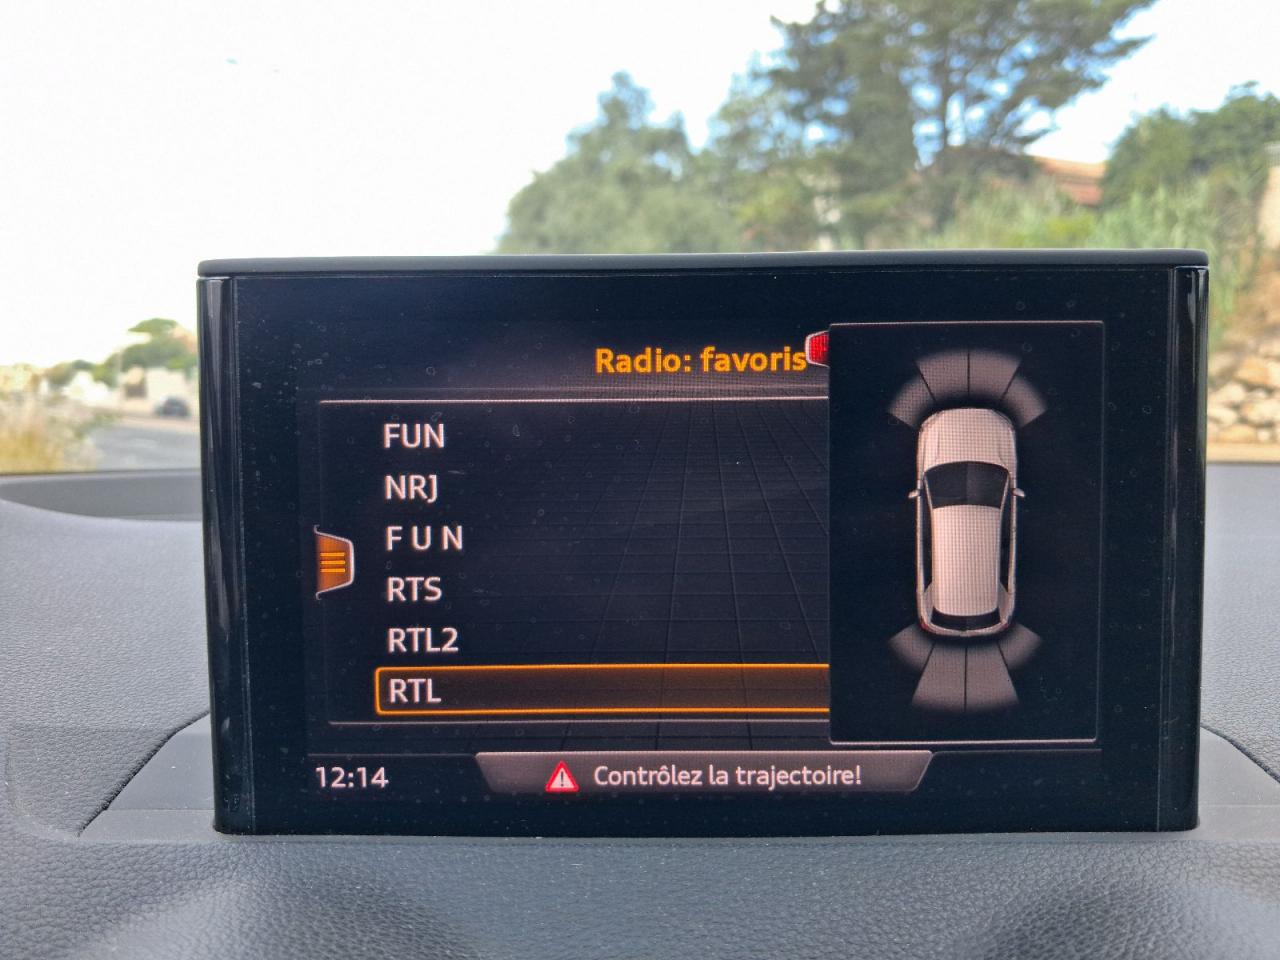 Radio: favoris
FUN
NRJ
F U N
RTS
RTL2
RTL
12:14
Contrôlez la trajectoire!